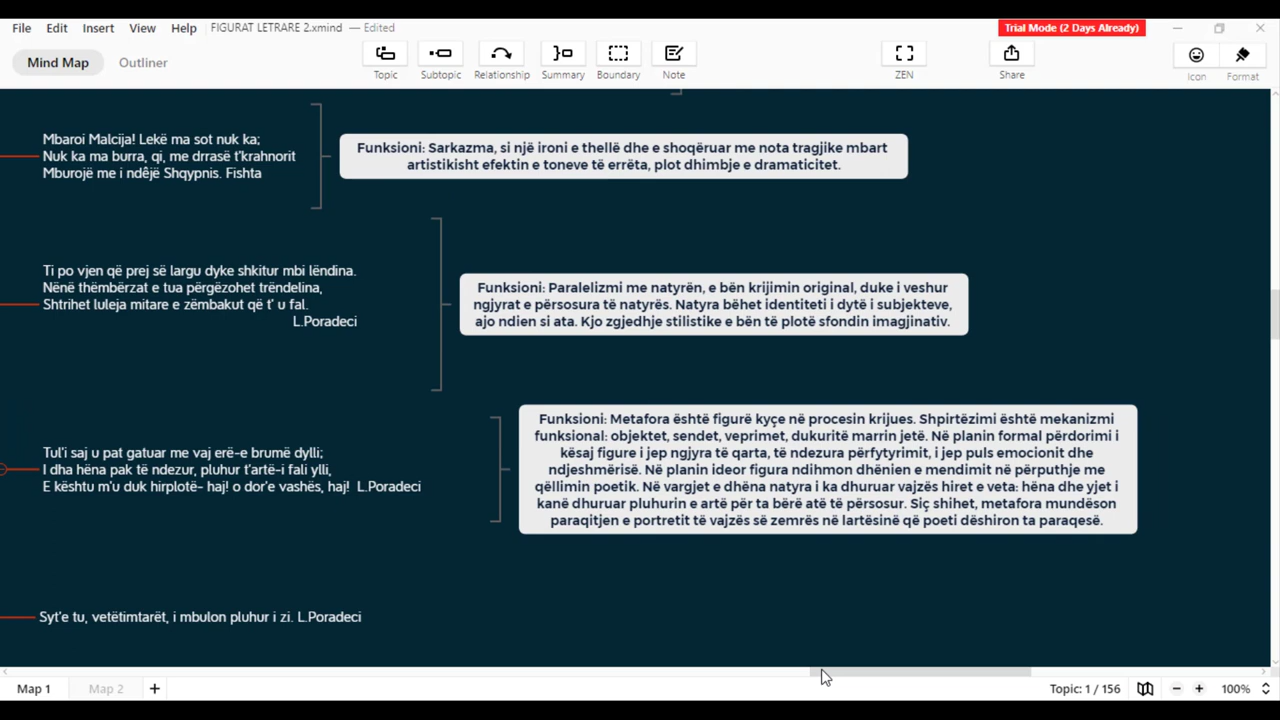 File Edit Insert View Help FIGURAT LETRARE 2.xmind — Edited
Trial Mode (2 Days Already)
Mind Map Outliner
Topic Subtopic Relationship Summary Boundary Note ZEN Share Icon Format
Mbaroi Malcija! Lekë ma sot nuk ka;
Nuk ka ma burra, qi, me drrasë t'krahnorit
Mburojë me i ndêjë Shqypnis. Fishta
Funksioni: Sarkazma, si një ironi e thellë dhe e shoqëruar me nota tragjike mbart
artistikisht efektin e toneve të errëta, plot dhimbje e dramaticitet.
Ti po vjen që prej së largu dyke shkitur mbi lëndina.
Nënë thëmbërzat e tua përgëzohet trëndelina,
Shtrihet luleja mitare e zëmbakut që t' u fal.
L.Poradeci
Funksioni: Paralelizmi me natyrën, e bën krijimin original, duke i veshur
ngjyrat e përsosura të natyrës. Natyra bëhet identiteti i dytë i subjekteve,
ajo ndien si ata. Kjo zgjedhje stilistike e bën të plotë sfondin imagjinativ.
Tul'i saj u pat gatuar me vaj erë-e brumë dylli;
I dha hëna pak të ndezur, pluhur t'artë-i fali ylli,
E kështu m'u duk hirplotë- haj! o dor'e vashës, haj! L.Poradeci
Funksioni: Metafora është figurë kyçe në procesin krijues. Shpirtëzimi është mekanizmi
funksional: objektet, sendet, veprimet, dukuritë marrin jetë. Në planin formal përdorimi i
kësaj figure i jep ngjyra të qarta, të ndezura përfytyrimit, i jep puls emocionit dhe
ndjeshmërisë. Në planin ideor figura ndihmon dhënien e mendimit në përputhje me
qëllimin poetik. Në vargjet e dhëna natyra i ka dhuruar vajzës hiret e veta: hëna dhe yjet i
kanë dhuruar pluhurin e artë për ta bërë atë të përsosur. Siç shihet, metafora mundëson
paraqitjen e portretit të vajzës së zemrës në lartësinë që poeti dëshiron ta paraqesë.
Syt'e tu, vetëtimtarët, i mbulon pluhur i zi. L.Poradeci
Map 1 Map 2
Topic: 1 / 156 100%